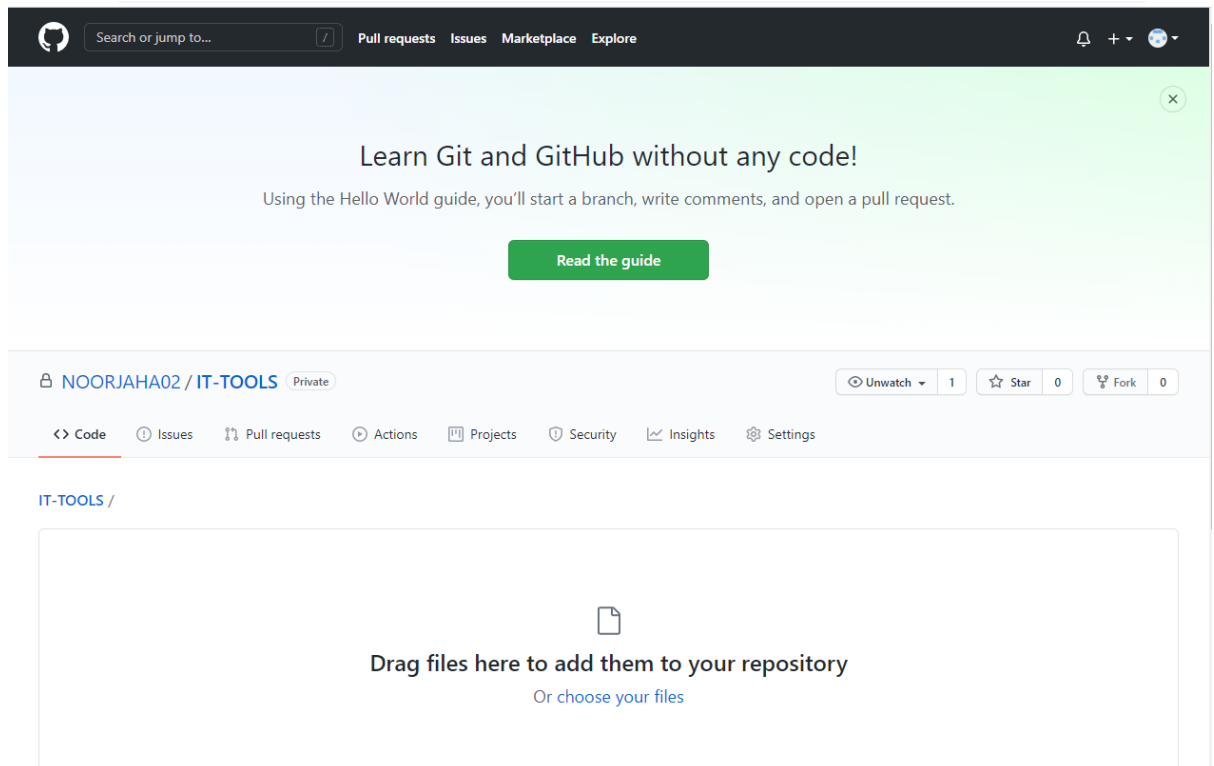 Search or jump to... /
Pull requests Issues Marketplace Explore
Learn Git and GitHub without any code!
Using the Hello World guide, you’ll start a branch, write comments, and open a pull request.
Read the guide
NOORJAHA02 / IT-TOOLS Private
Unwatch 1 Star 0 Fork 0
Code Issues Pull requests Actions Projects Security Insights Settings
IT-TOOLS /
Drag files here to add them to your repository
Or choose your files